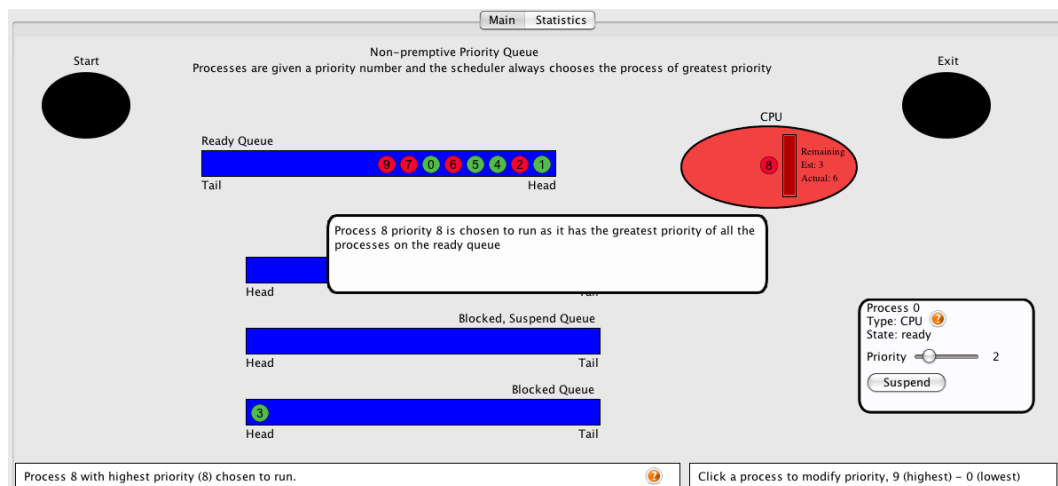 Main Statistics
Non-premptive Priority Queue
Processes are given a priority number and the scheduler always chooses the process of greatest priority
Start
Exit
CPU
Ready Queue
9 7 0 6 5 4 2 1
8
Remaining
Est: 3
Actual: 6
Tail Head
Process 8 priority 8 is chosen to run as it has the greatest priority of all the
processes on the ready queue
Head
Blocked, Suspend Queue
Head Tail
Process 0
Type: CPU ?
State: ready
Priority 2
Suspend
Blocked Queue
3
Head Tail
Process 8 with highest priority (8) chosen to run. ?
Click a process to modify priority, 9 (highest) - 0 (lowest)